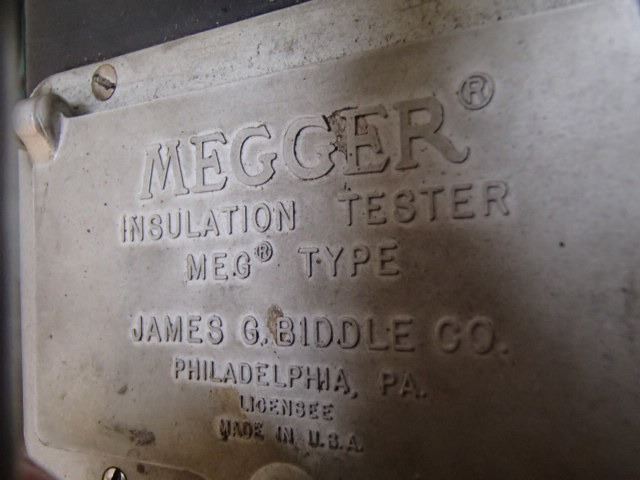 MEGGER®
INSULATION TESTER
MEG® TYPE
JAMES G. BIDDLE CO.
PHILADELPHIA, PA.
LICENSEE
MADE IN U.S.A.